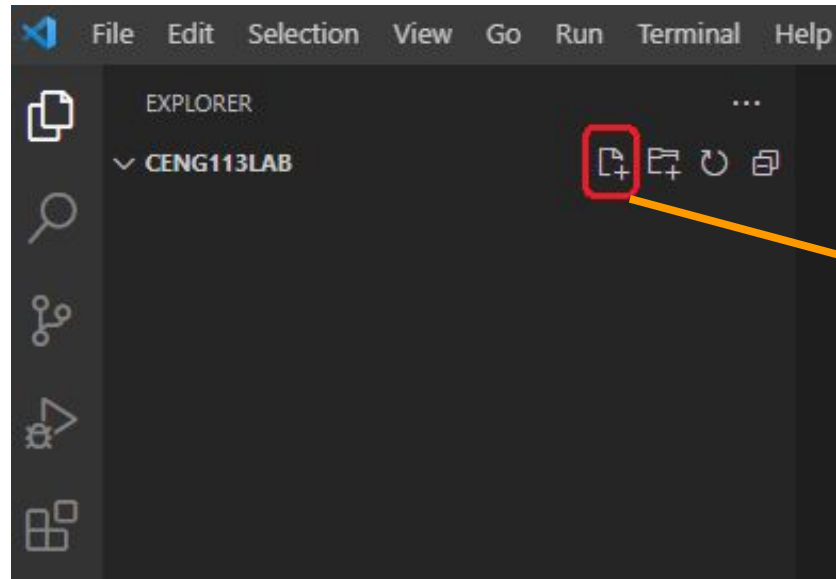 File Edit Selection View Go Run Terminal Help
EXPLORER ...
CENG113LAB